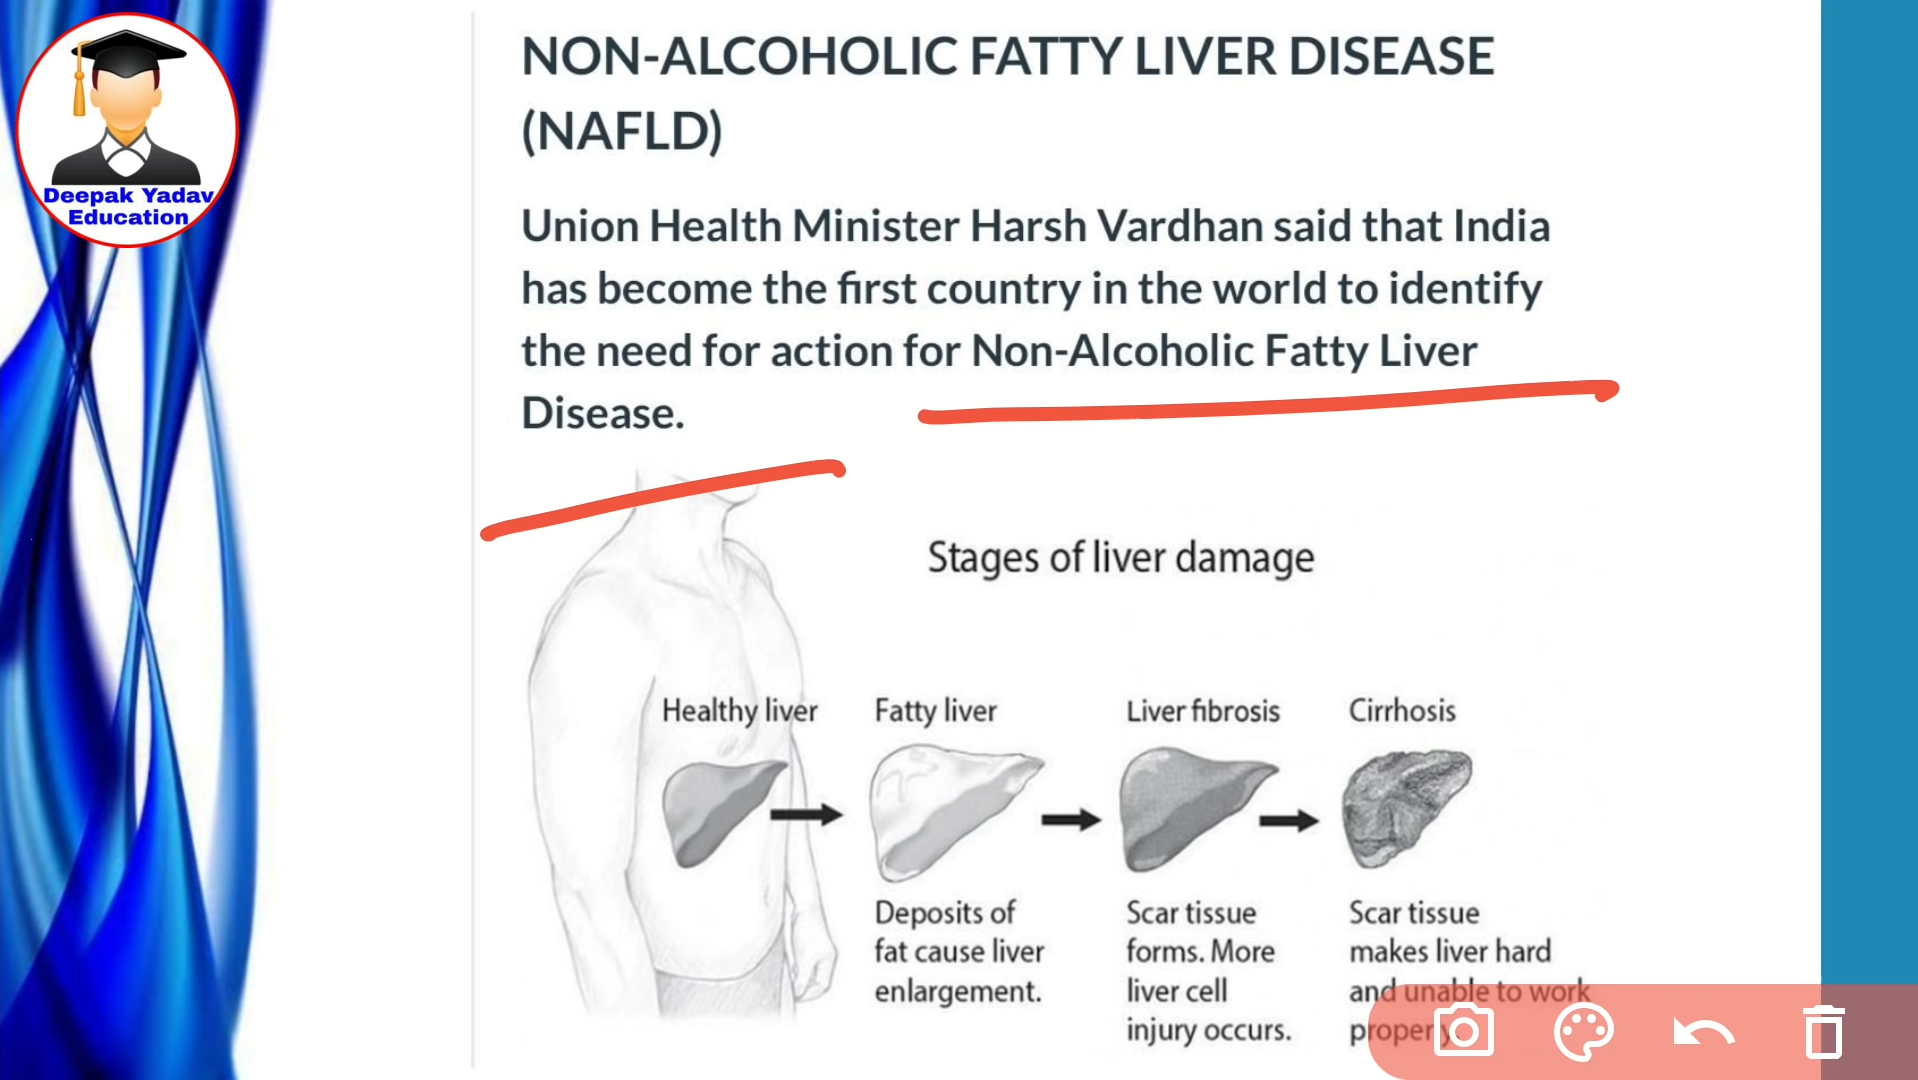 Deepak Yadav
Education
NON-ALCOHOLIC FATTY LIVER DISEASE
(NAFLD)
Union Health Minister Harsh Vardhan said that India
has become the first country in the world to identify
the need for action for Non-Alcoholic Fatty Liver
Disease.
Stages of liver damage
Healthy liver
Fatty liver
Liver fibrosis
Cirrhosis
Deposits of
fat cause liver
enlargement.
Scar tissue
forms. More
liver cell
injury occurs.
Scar tissue
makes liver hard
and unable to work
properly.